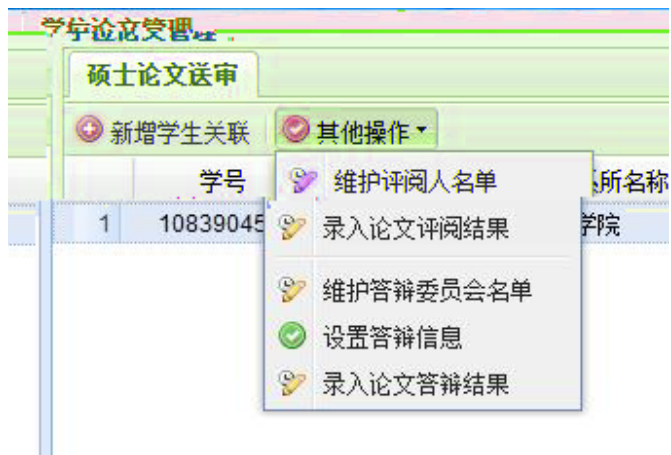 学位论文管理
硕士论文送审
新增学生关联 其他操作
学号 维护评阅人名单 所名称
1 10839045 录入论文评阅结果 学院
维护答辩委员会名单
设置答辩信息
录入论文答辩结果